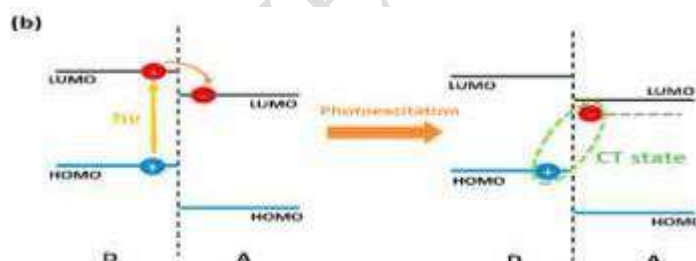 (b)
LUMO
LUMO
hν
Photoexcitation
HOMO
HOMO
D
A
LUMO
LUMO
CT state
HOMO
HOMO
D
A